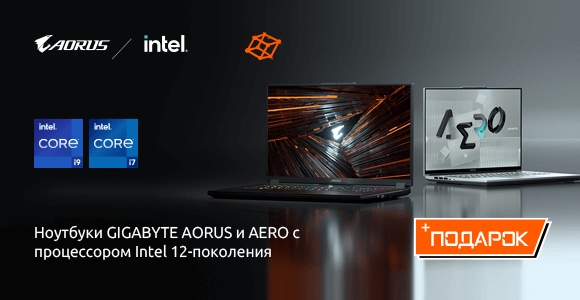 AORUS / intel.
intel.
CORE
i9
intel.
CORE
i7
AERO
Ноутбуки GIGABYTE AORUS и AERO с
процессором Intel 12-поколения
+ПОДАРОК